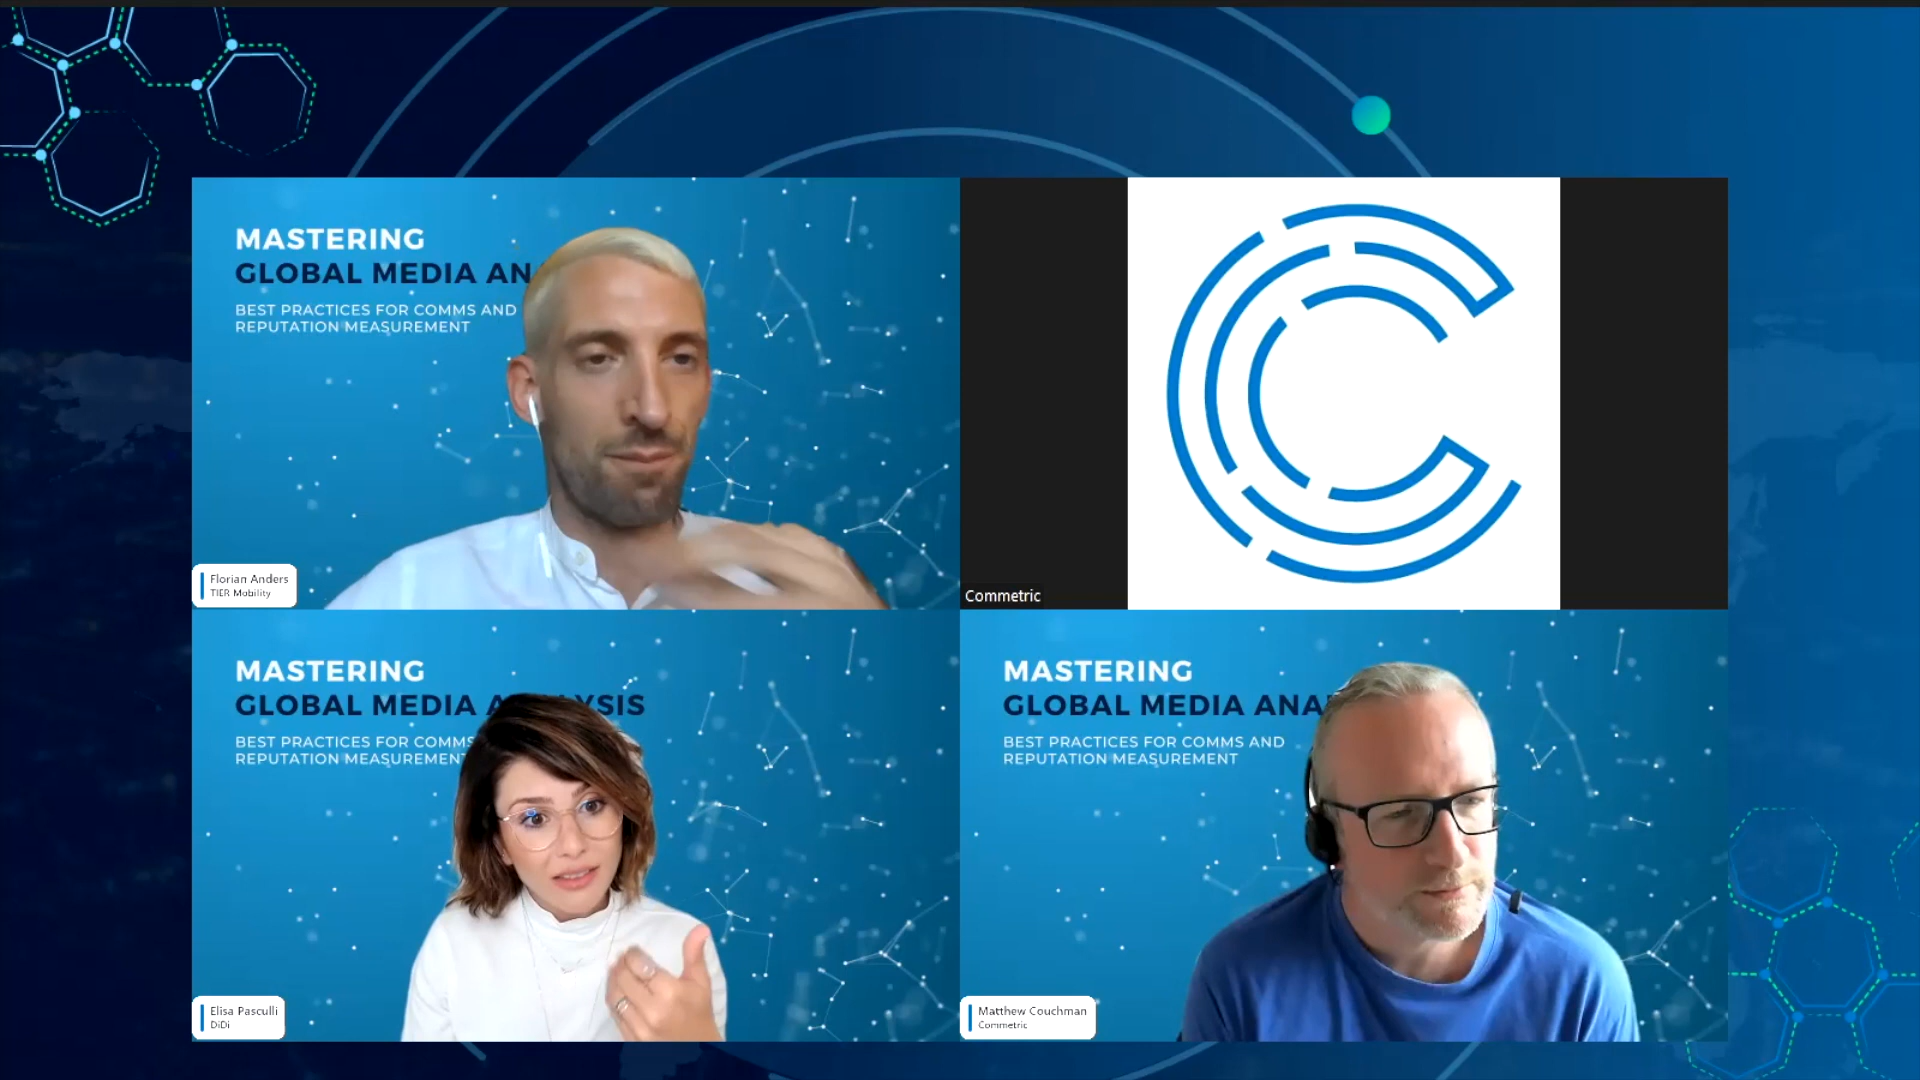 MASTERING
GLOBAL MEDIA AN
BEST PRACTICES FOR COMMS AND
REPUTATION MEASUREMENT
Florian Anders
TIER Mobility
Commetric
MASTERING
GLOBAL MEDIA ANALYSIS
BEST PRACTICES FOR COMMS
REPUTATION MEASUREMENT
Elisa Pasculli
DiDi
MASTERING
GLOBAL MEDIA ANA
BEST PRACTICES FOR COMMS AND
REPUTATION MEASUREMENT
Matthew Couchman
Commetric